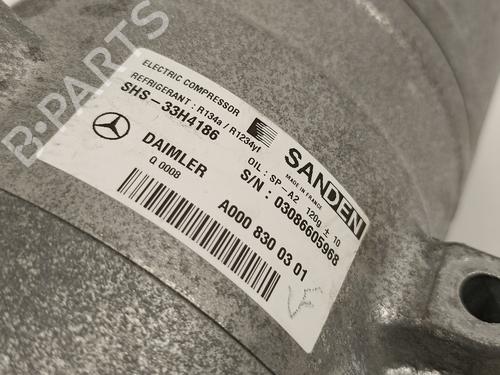 B-PARTS
ELECTRIC COMPRESSOR
REFRIGERANT : R134a / R1234yf
SHS-33H4186
SANDEN
MADE IN FRANCE
OIL : SP-A2 120g ± 10
S/N : 03086605968
DAIMLER
Q 0008
A000 830 03 01